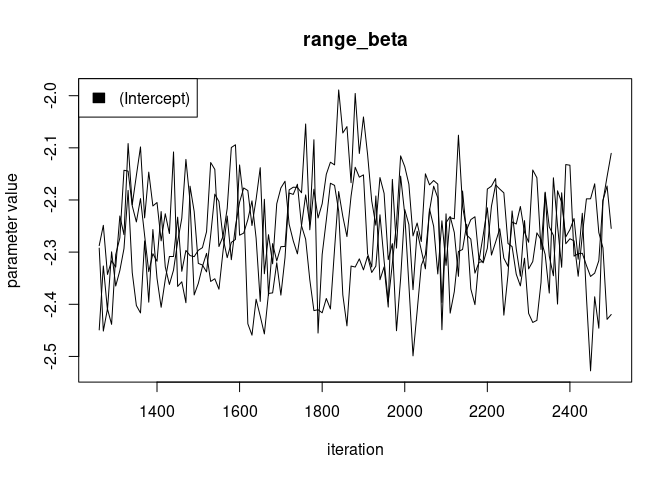 range_beta
(Intercept)
parameter value
-2.0
-2.1
-2.2
-2.3
-2.4
-2.5
1400 1600 1800 2000 2200 2400
iteration